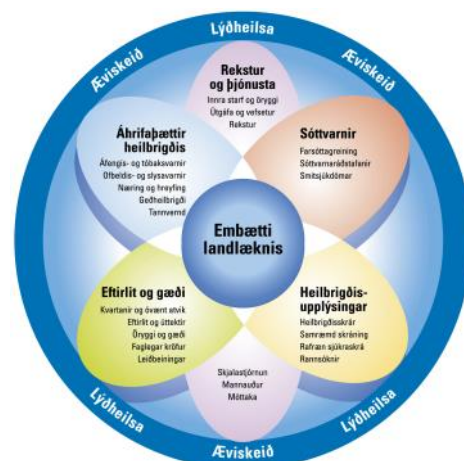 Lýðheilsa
Æviskeið
Æviskeið
Rekstur
og þjónusta
Innra starf og öryggi
Útgáfa og vefsetur
Rekstur
Áhrifaþættir
heilbrigðis
Áfengis- og tóbaksvarnir
Ofbeldis- og slysavarnir
Næring og hreyfing
Geðheilbrigði
Tannvernd
Sóttvarnir
Farsóttagreining
Sóttvarnaráðstafanir
Smitsjúkdómar
Embætti
landlæknis
Eftirlit og gæði
Kvartanir og óvænt atvik
Eftirlit og úttektir
Öryggi og gæði
Faglegar kröfur
Leiðbeiningar
Heilbrigðis-
upplýsingar
Heilbrigðisskrár
Samræmd skráning
Rafræn sjúkraskrá
Rannsóknir
Skjalastjórnun
Mannauður
Móttaka
Lýðheilsa
Æviskeið
Lýðheilsa